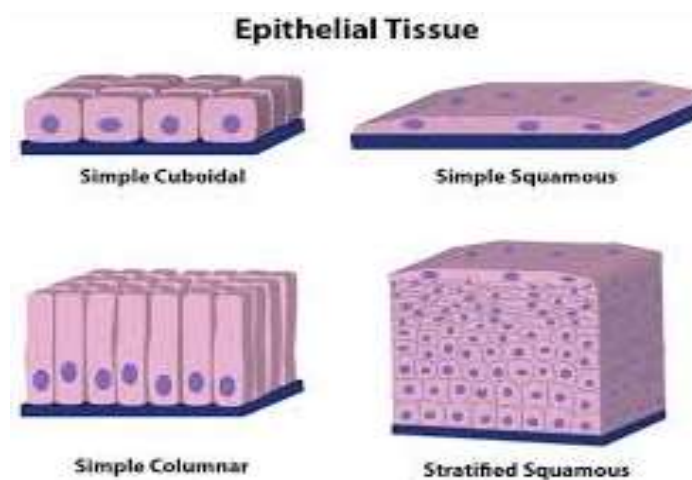 Epithelial Tissue
Simple Cuboidal
Simple Squamous
Simple Columnar
Stratified Squamous